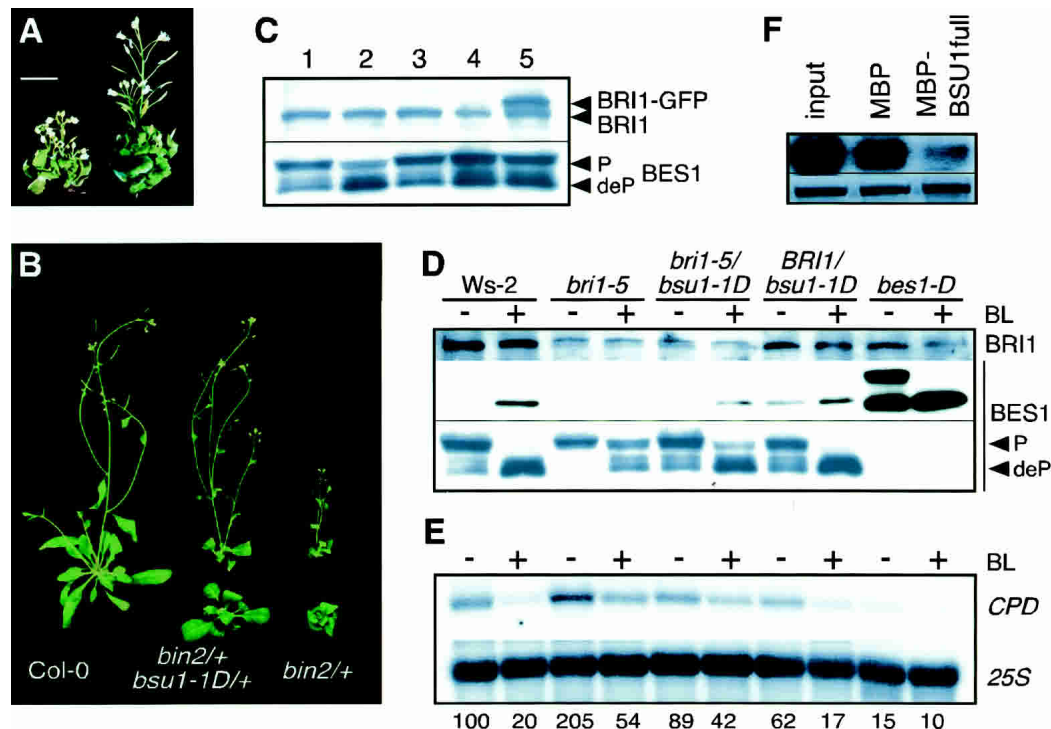 A
B
Col-0
bin2/+
bsu1-1D/+
bin2/+
C
1 2 3 4 5
BRI1-GFP
BRI1
P
deP
BES1
F
input
MBP
MBP-
BSU1full
D
Ws-2
bri1-5
bri1-5/
bsu1-1D
BRI1/
bsu1-1D
bes1-D
- + - + - + - + - + BL
BRI1
BES1
P
deP
E
- + - + - + - + - + BL
CPD
25S
100 20 205 54 89 42 62 17 15 10